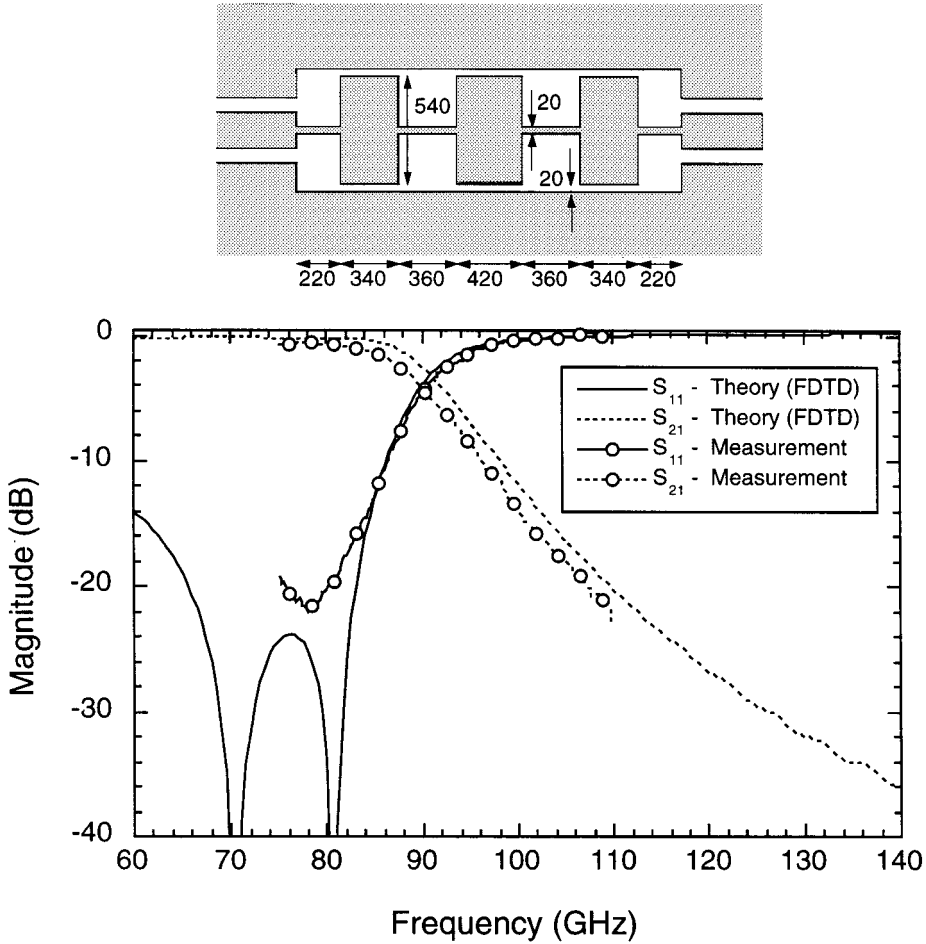 540
20
20
220 340 360 420 360 340 220
0
-10
-20
-30
-40
Magnitude (dB)
S11 - Theory (FDTD)
S21 - Theory (FDTD)
S11 - Measurement
S21 - Measurement
60 70 80 90 100 110 120 130 140
Frequency (GHz)